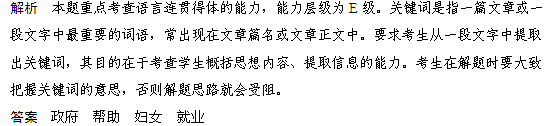 解析　本题重点考查语言连贯得体的能力，能力层级为 E 级。关键词是指一篇文章或一
段文字中最重要的词语，常出现在文章篇名或文章正文中。要求考生从一段文字中提取
出关键词，其目的在于考查学生概括思想内容、提取信息的能力。考生在解题时要大致
把握关键词的意思，否则解题思路就会受阻。
答案　政府　帮助　妇女　就业